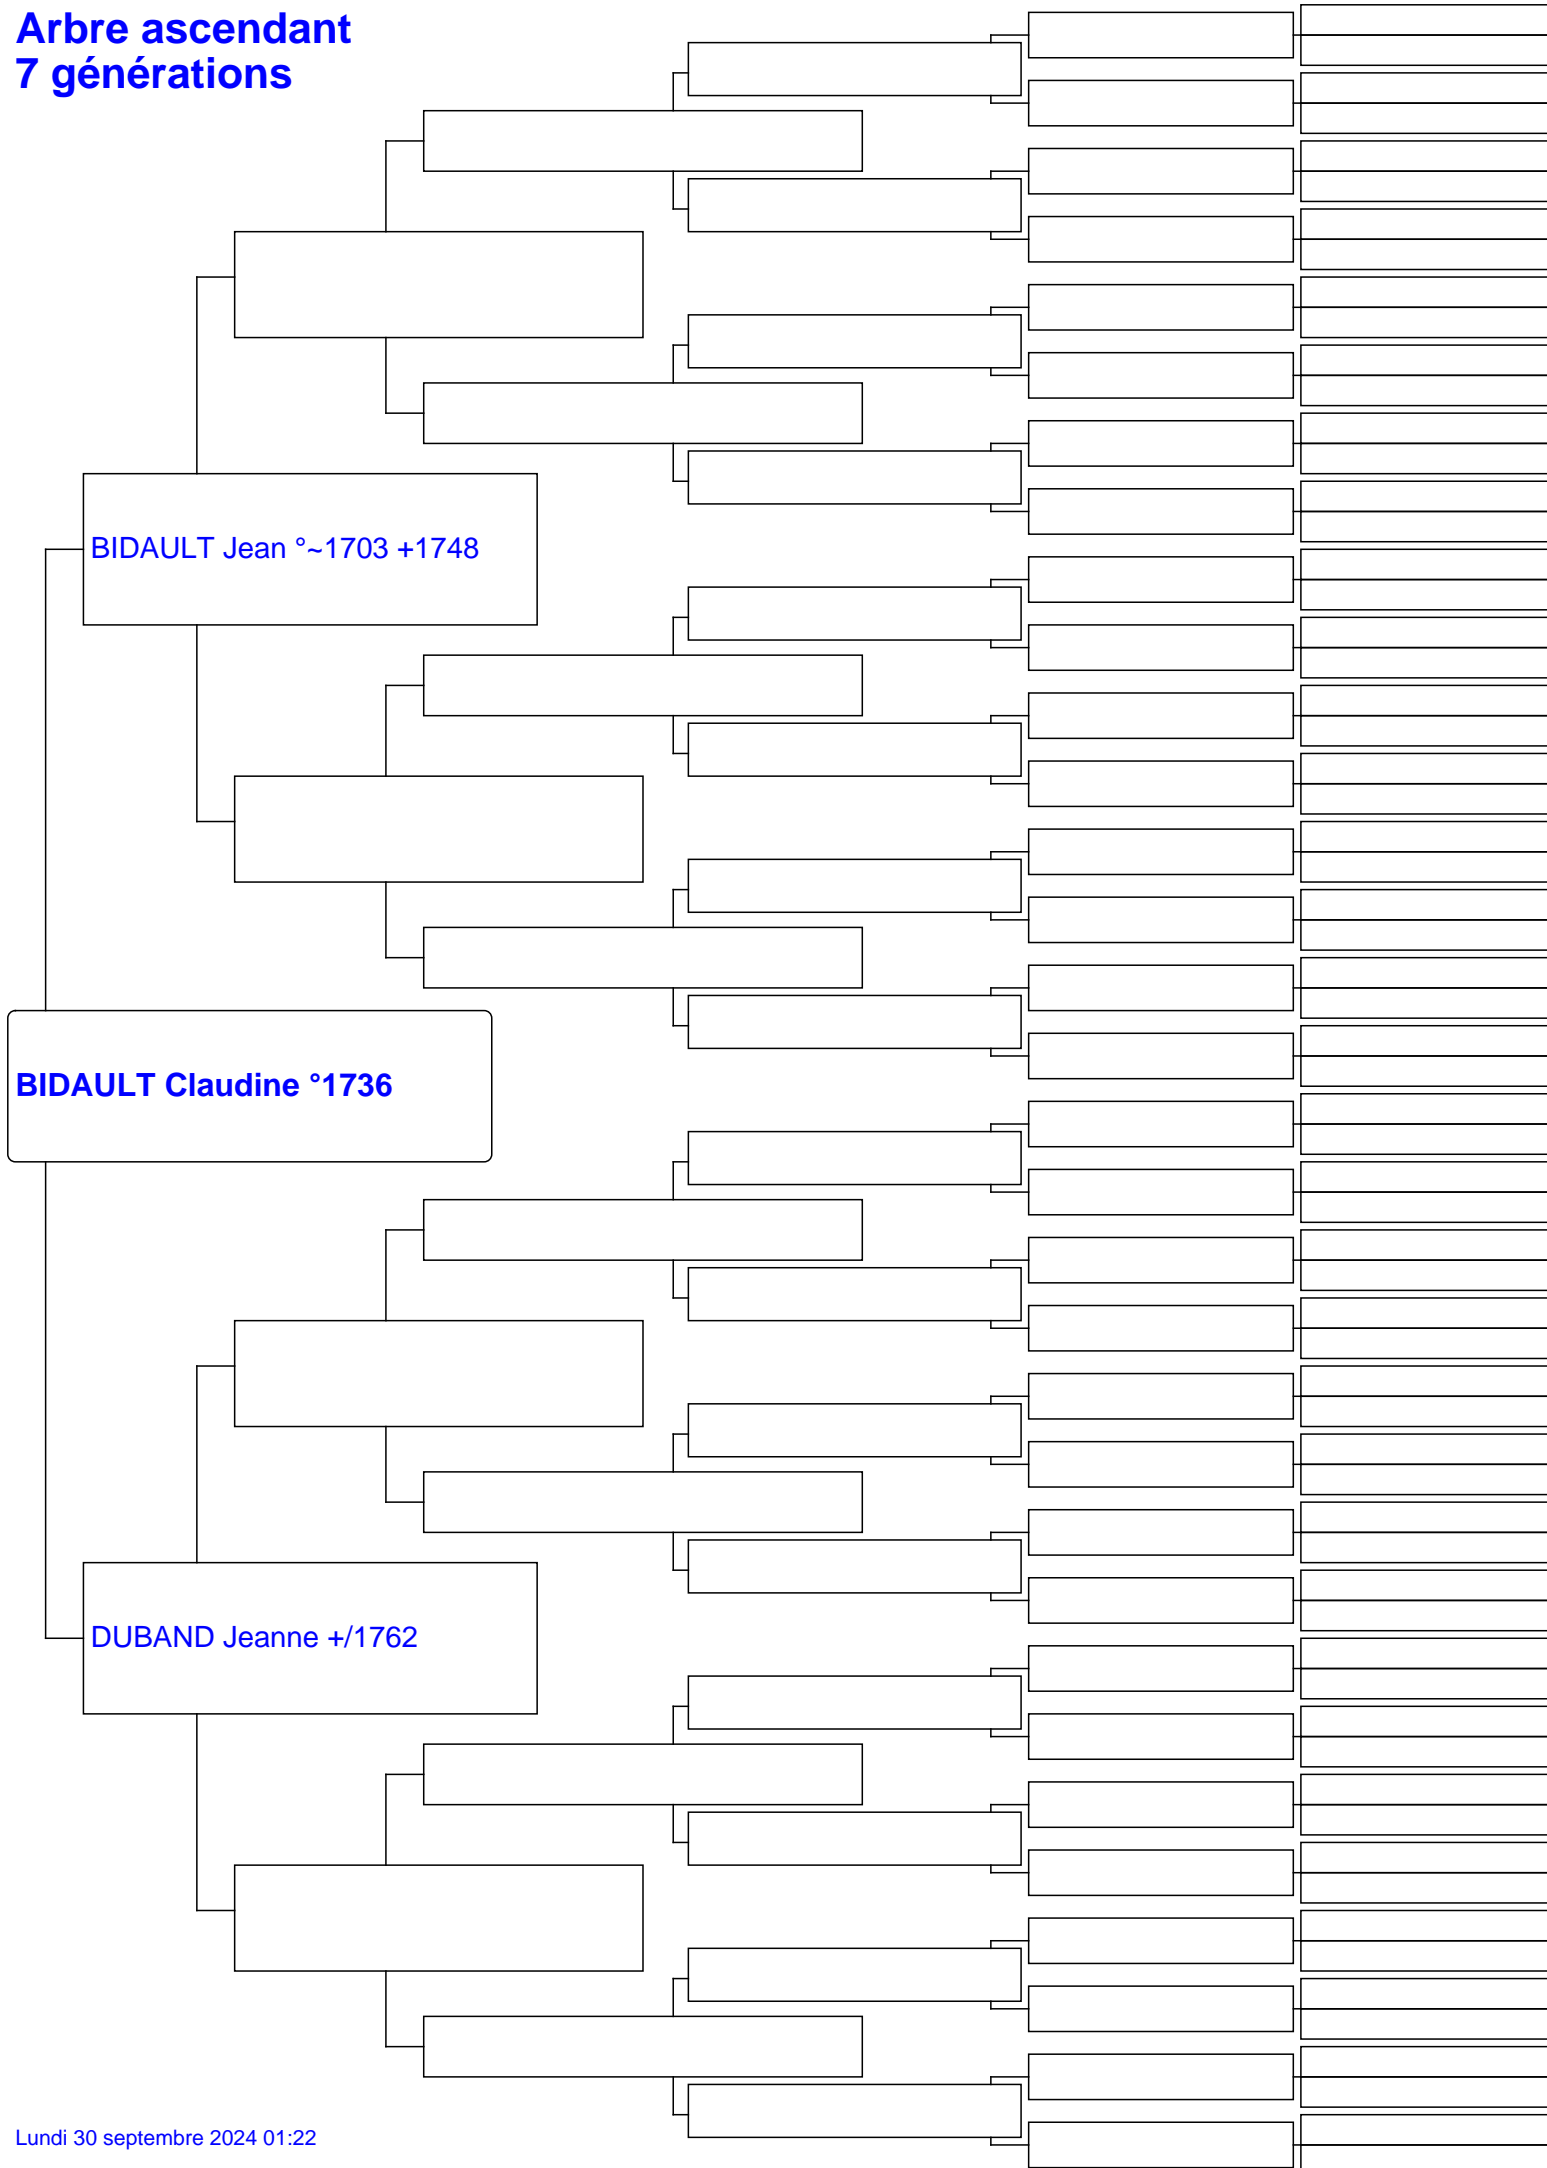 Arbre ascendant
7 générations
BIDAULT Jean °~1703 +1748
BIDAULT Claudine °1736
DUBAND Jeanne +/1762
Lundi 30 septembre 2024 01:22